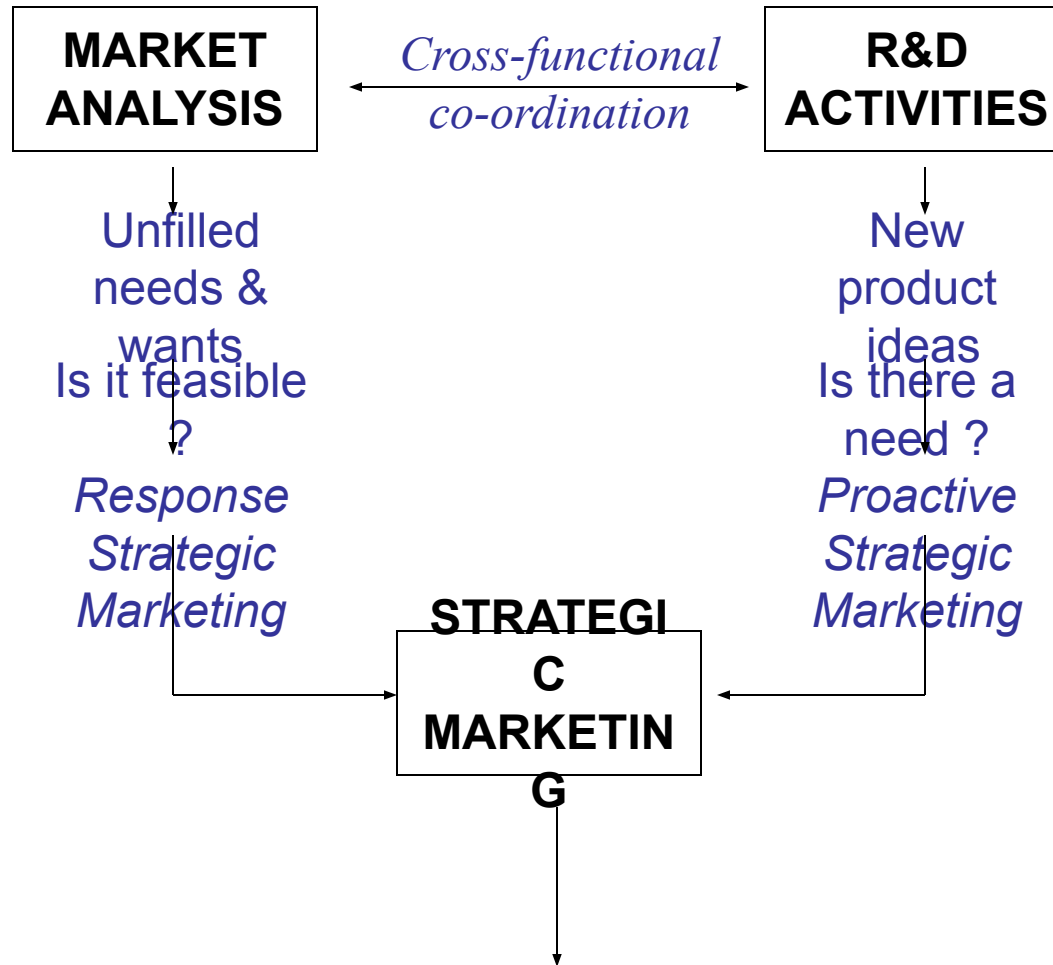 MARKET
ANALYSIS
Cross-functional
co-ordination
R&D
ACTIVITIES
Unfilled
needs &
wants
Is it feasible
?
Response
Strategic
Marketing
New
product
ideas
Is there a
need ?
Proactive
Strategic
Marketing
STRATEGI
C
MARKETIN
G